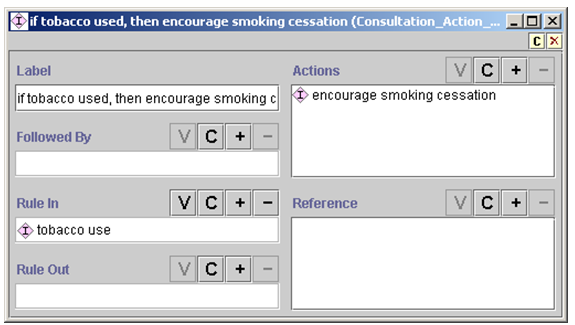 if tobacco used, then encourage smoking cessation (Consultation_Action_...
C
Label
if tobacco used, then encourage smoking c
Actions V C + −
encourage smoking cessation
Followed By V C + −
Rule In V C + −
tobacco use
Reference V C + −
Rule Out V C + −